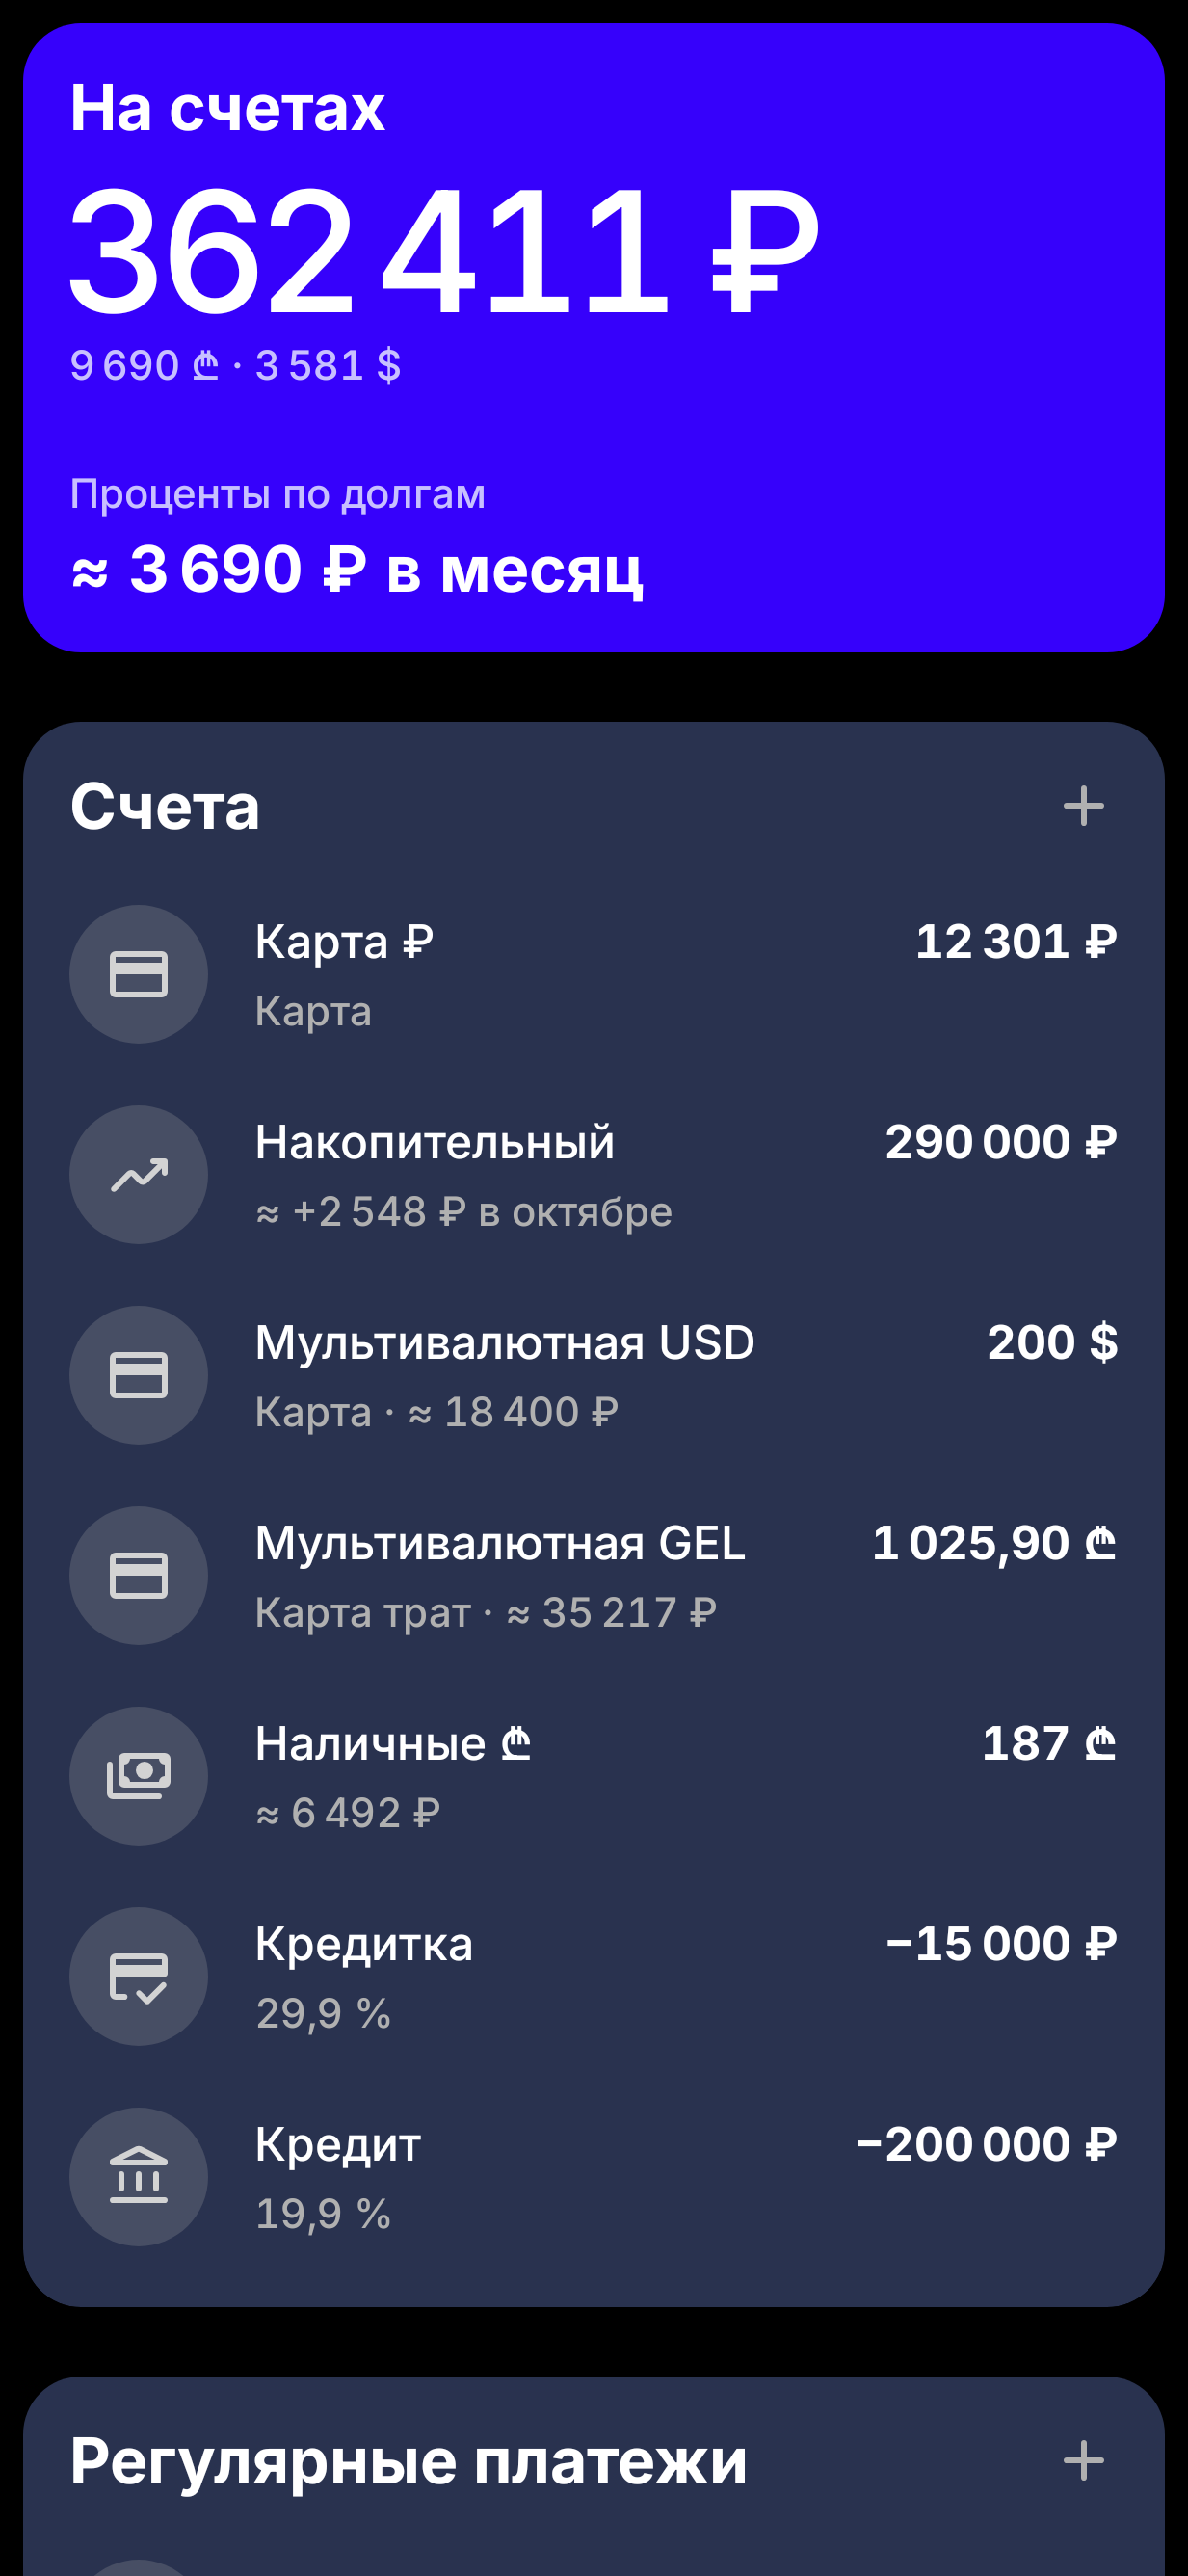 На счетах
362 411 ₽
9 690 ₾ · 3 581 $
Проценты по долгам
≈ 3 690 ₽ в месяц
Счета
Карта ₽
12 301 ₽
Карта
Накопительный
290 000 ₽
≈ +2 548 ₽ в октябре
Мультивалютная USD
200 $
Карта · ≈ 18 400 ₽
Мультивалютная GEL
1 025,90 ₾
Карта трат · ≈ 35 217 ₽
Наличные ₾
187 ₾
≈ 6 492 ₽
Кредитка
−15 000 ₽
29,9 %
Кредит
−200 000 ₽
19,9 %
Регулярные платежи